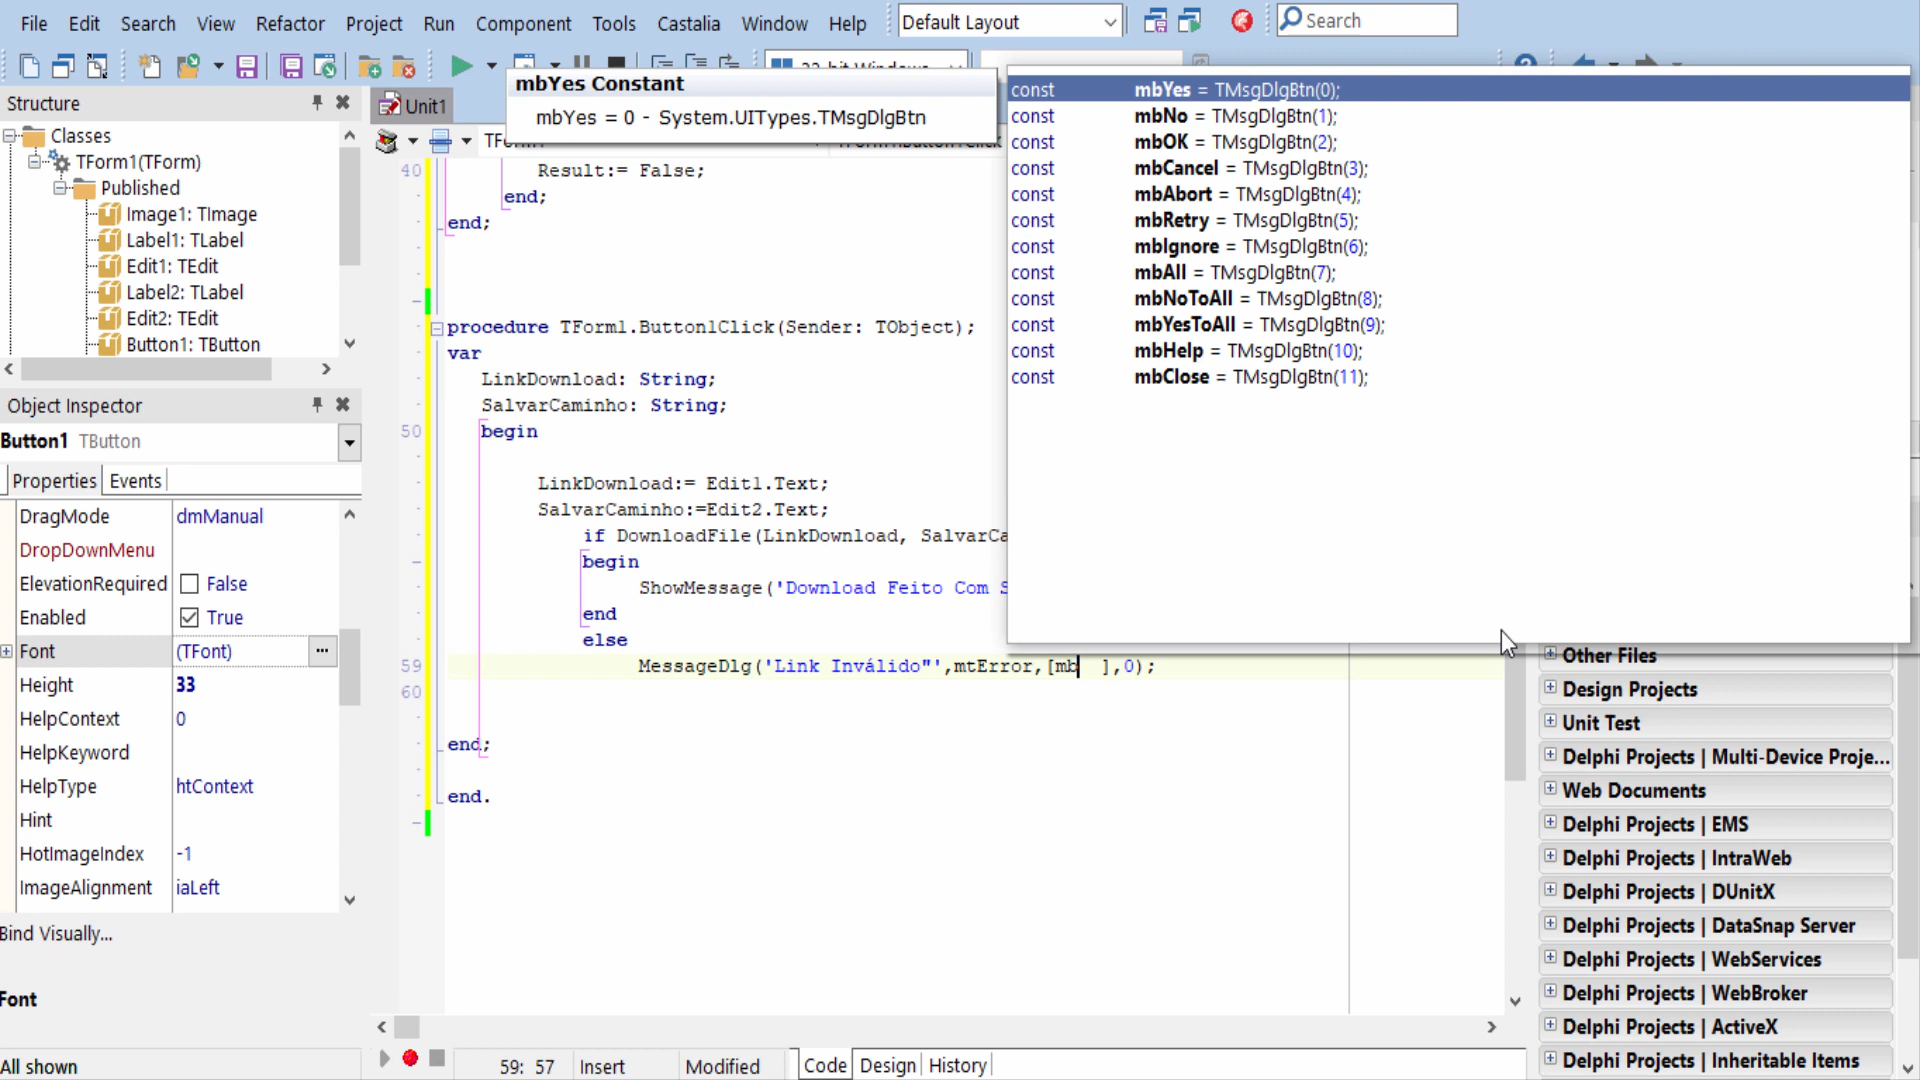 File Edit Search View Refactor Project Run Component Tools Castalia Window Help Default Layout Search
Structure
Classes
TForm1(TForm)
Published
Image1: TImage
Label1: TLabel
Edit1: TEdit
Label2: TLabel
Edit2: TEdit
Button1: TButton
Object Inspector
Button1 TButton
Properties Events
DragMode dmManual
DropDownMenu
ElevationRequired False
Enabled True
Font (TFont) ...
Height 33
HelpContext 0
HelpKeyword
HelpType htContext
Hint
HotImageIndex -1
ImageAlignment iaLeft
Bind Visually...
Font
All shown
Unit1
mbYes Constant
mbYes = 0 - System.UITypes.TMsgDlgBtn
40 Result:= False;
end;
end;
procedure TForm1.Button1Click(Sender: TObject);
var
LinkDownload: String;
SalvarCaminho: String;
50 begin
LinkDownload:= Edit1.Text;
SalvarCaminho:=Edit2.Text;
if DownloadFile(LinkDownload, SalvarCa
begin
ShowMessage('Download Feito Com S
end
else
59 MessageDlg('Link Inválido"',mtError,[mb ],0);
60
end;
end.
const mbYes = TMsgDlgBtn(0);
const mbNo = TMsgDlgBtn(1);
const mbOK = TMsgDlgBtn(2);
const mbCancel = TMsgDlgBtn(3);
const mbAbort = TMsgDlgBtn(4);
const mbRetry = TMsgDlgBtn(5);
const mbIgnore = TMsgDlgBtn(6);
const mbAll = TMsgDlgBtn(7);
const mbNoToAll = TMsgDlgBtn(8);
const mbYesToAll = TMsgDlgBtn(9);
const mbHelp = TMsgDlgBtn(10);
const mbClose = TMsgDlgBtn(11);
Other Files
Design Projects
Unit Test
Delphi Projects | Multi-Device Proje...
Web Documents
Delphi Projects | EMS
Delphi Projects | IntraWeb
Delphi Projects | DUnitX
Delphi Projects | DataSnap Server
Delphi Projects | WebServices
Delphi Projects | WebBroker
Delphi Projects | ActiveX
Delphi Projects | Inheritable Items
59: 57 Insert Modified Code Design History